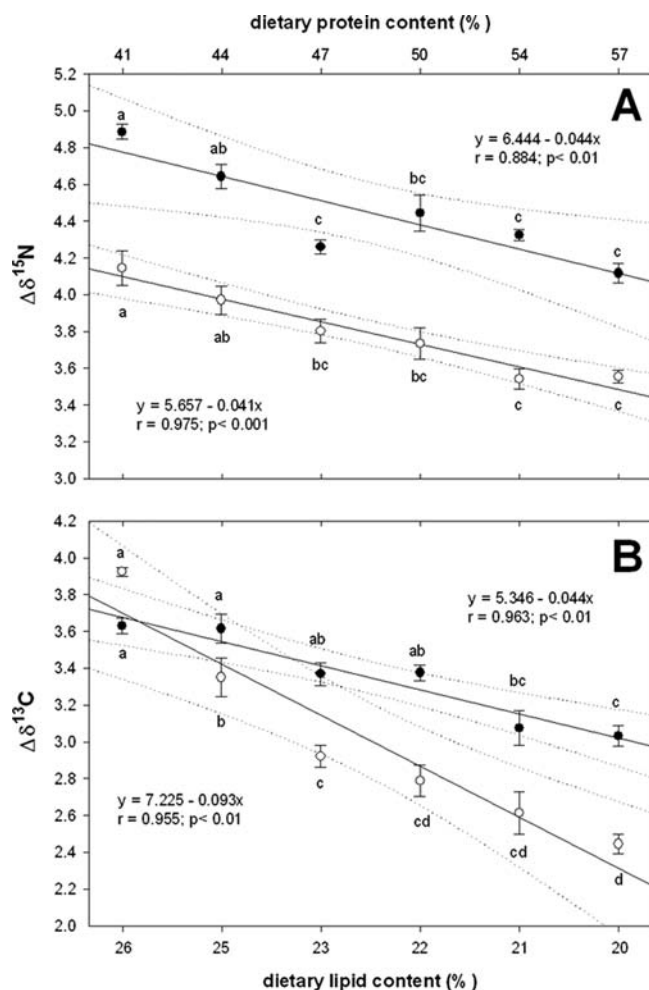 dietary protein content (% )
41 44 47 50 54 57
A
5.2
5.0
4.8
4.6
4.4
4.2
4.0
3.8
3.6
3.4
3.2
3.0
Δδ15N
a
ab
c
bc
c
c
y = 6.444 - 0.044x
r = 0.884; p< 0.01
a
ab
bc
bc
c
c
y = 5.657 - 0.041x
r = 0.975; p< 0.001
B
4.2
4.0
3.8
3.6
3.4
3.2
3.0
2.8
2.6
2.4
2.2
2.0
Δδ13C
a
a
ab
ab
bc
c
y = 5.346 - 0.044x
r = 0.963; p< 0.01
a
b
c
cd
cd
d
y = 7.225 - 0.093x
r = 0.955; p< 0.01
26 25 23 22 21 20
dietary lipid content (% )